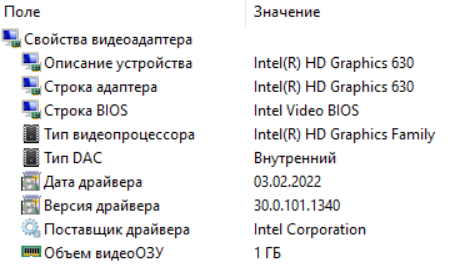 Поле Значение
Свойства видеоадаптера
Описание устройства Intel(R) HD Graphics 630
Строка адаптера Intel(R) HD Graphics 630
Строка BIOS Intel Video BIOS
Тип видеопроцессора Intel(R) HD Graphics Family
Тип DAC Внутренний
Дата драйвера 03.02.2022
Версия драйвера 30.0.101.1340
Поставщик драйвера Intel Corporation
Объем видеоОЗУ 1 ГБ